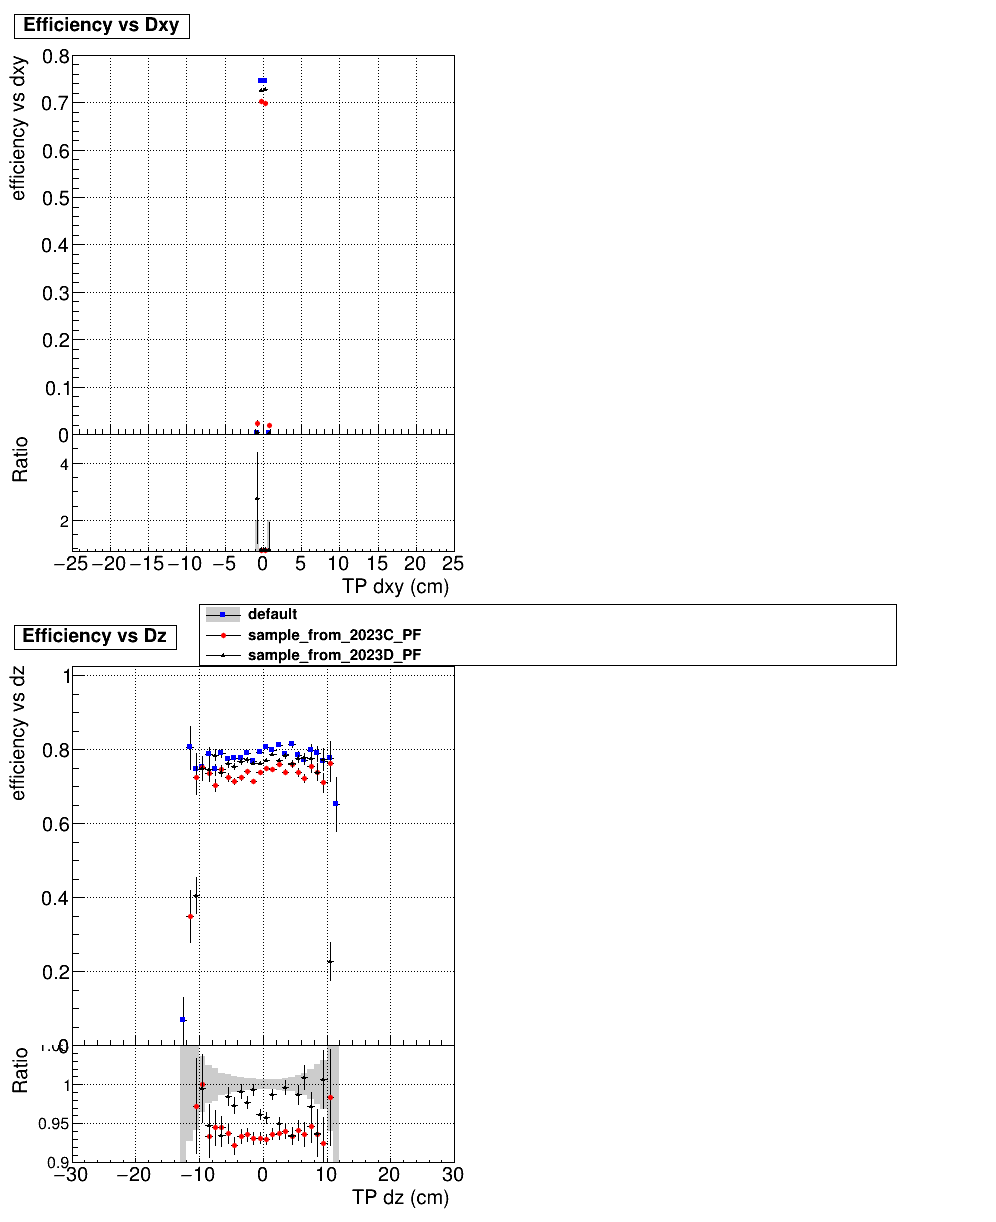 Efficiency vs Dxy
efficiency vs dxy
0.8
0.7
0.6
0.5
0.4
0.3
0.2
0.1
0
Ratio
4
2
−25 −20 −15 −10 −5 0 5 10 15 20 25
TP dxy (cm)
default
sample_from_2023C_PF
sample_from_2023D_PF
Efficiency vs Dz
efficiency vs dz
1
0.8
0.6
0.4
0.2
0
Ratio
1
0.95
0.9
−30 −20 −10 0 10 20 30
TP dz (cm)